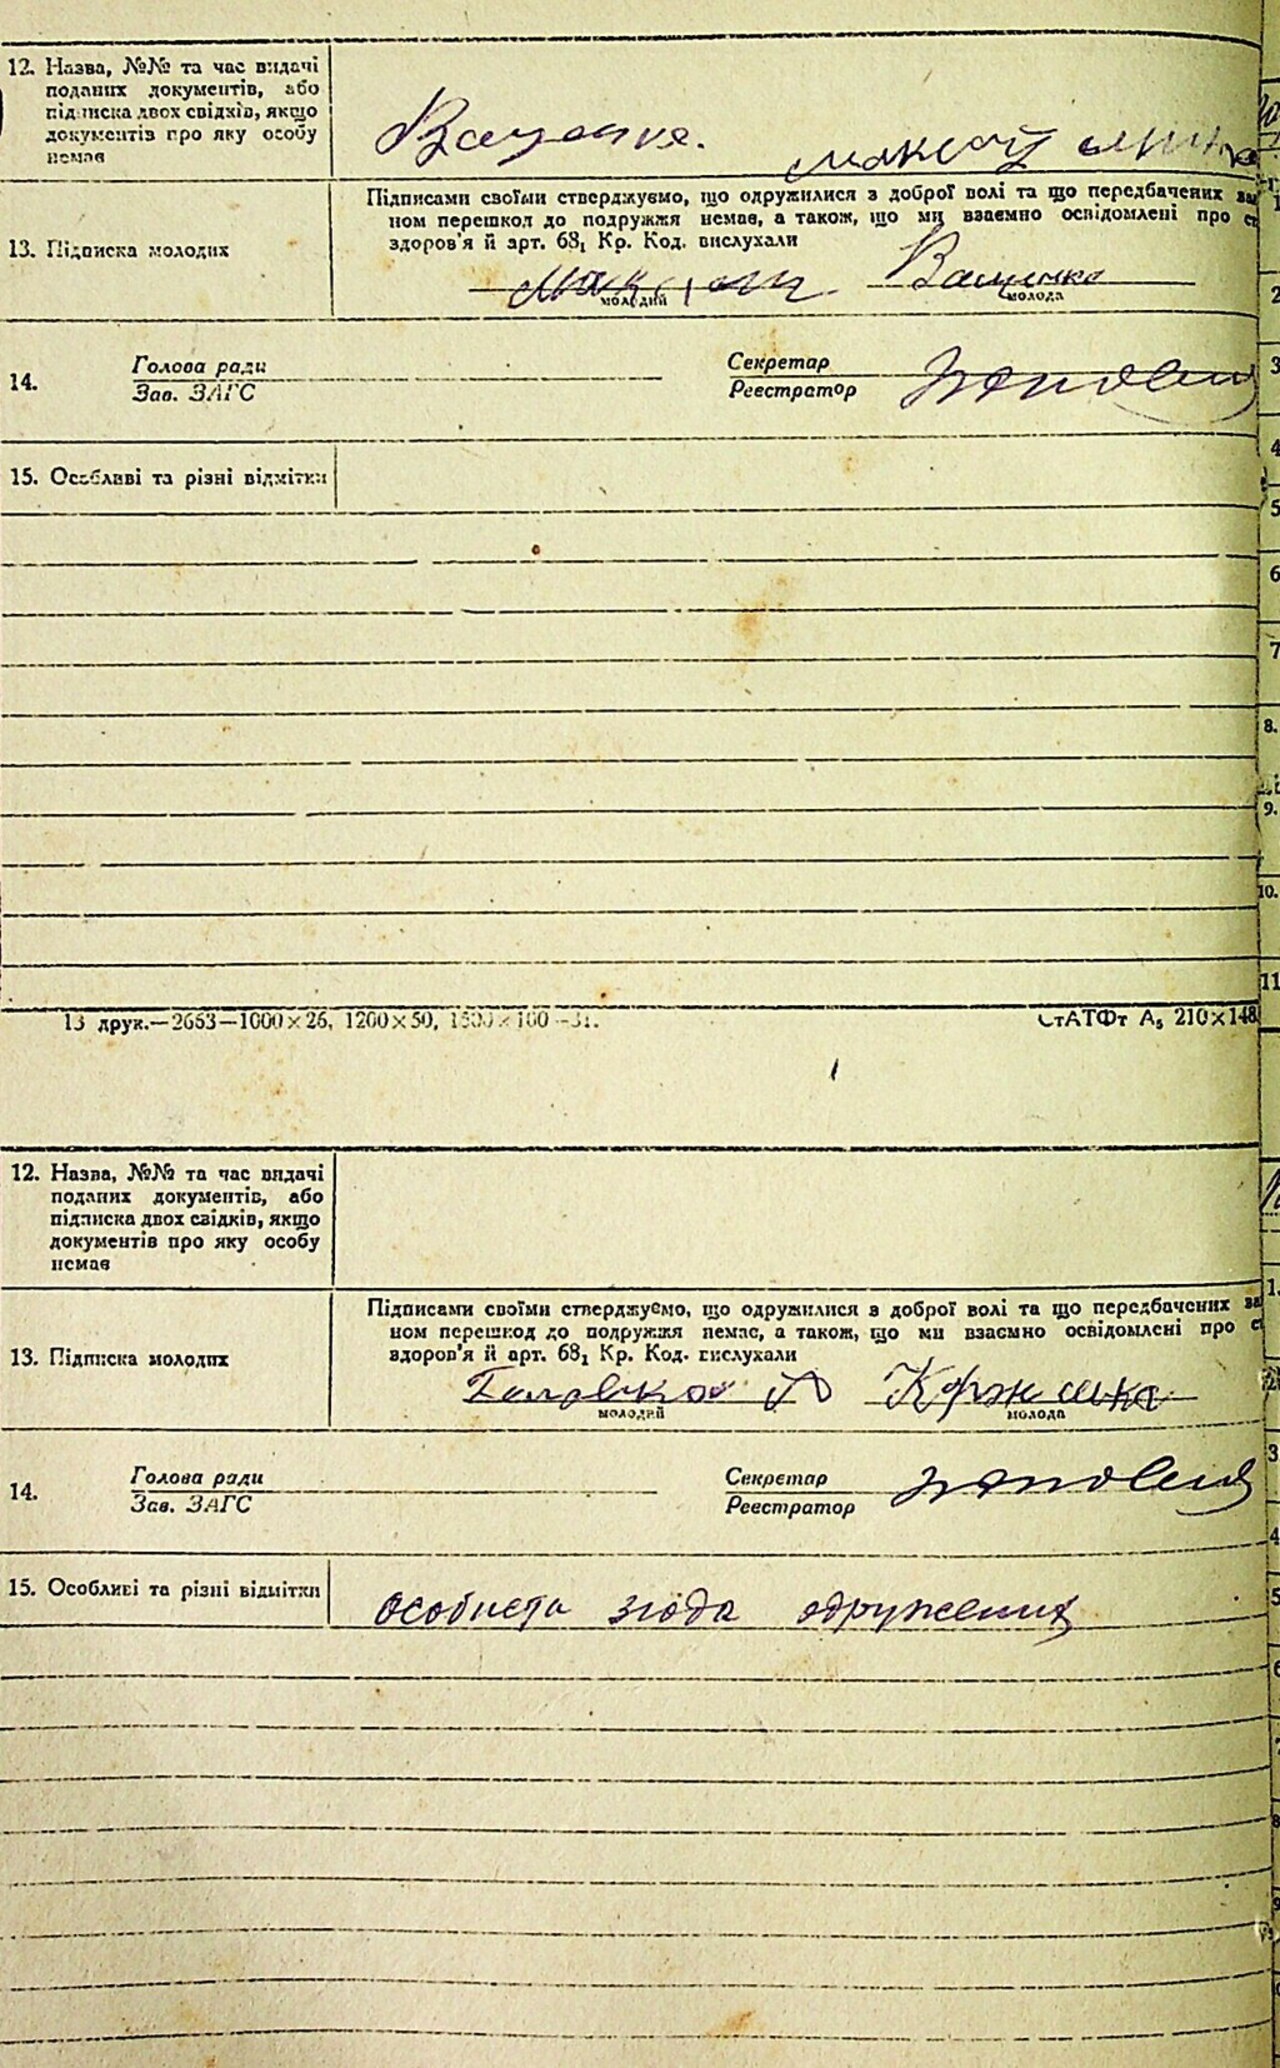 12. Назва, №№ та час видачі
поданих документів, або
підписка двох свідків, якщо
документів про яку особу
немає
Ващенко.
13. Підписка молодих
Підписами своїми стверджуємо, що одружилися з доброї волі та що передбачених за
ном перешкод до подружжя немає, а також, що ми взаємно освідомлені про ст
здоров'я й арт. 68₁ Кр. Код. вислухали
Ващенко
молодий молода
14. Голова ради Секретар
Зав. ЗАГС Реєстратор
15. Особливі та різні відмітки
13 друк.—2653—1000×26, 1200×50, 1500×100—31.
СтАТФт А₅ 210×148
12. Назва, №№ та час видачі
поданих документів, або
підписка двох свідків, якщо
документів про яку особу
немає
13. Підписка молодих
Підписами своїми стверджуємо, що одружилися з доброї волі та що передбачених за
ном перешкод до подружжя немає, а також, що ми взаємно освідомлені про ст
здоров'я й арт. 68₁ Кр. Код. вислухали
молодий молода
14. Голова ради Секретар
Зав. ЗАГС Реєстратор
15. Особливі та різні відмітки особиста згода одруження